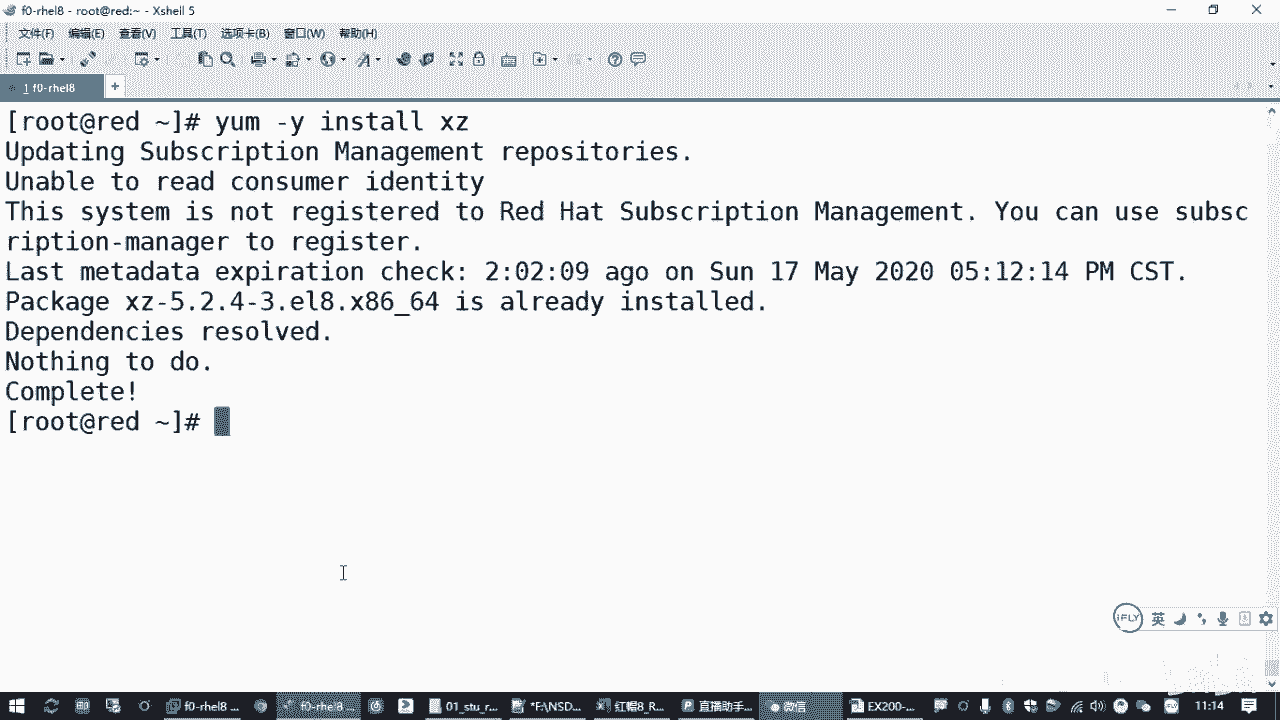 f0-rhel8 - root@red:~ - Xshell 5
文件(F) 编辑(E) 查看(V) 工具(T) 选项卡(B) 窗口(W) 帮助(H)
1 f0-rhel8 +
[root@red ~]# yum -y install xz
Updating Subscription Management repositories.
Unable to read consumer identity
This system is not registered to Red Hat Subscription Management. You can use subsc
ription-manager to register.
Last metadata expiration check: 2:02:09 ago on Sun 17 May 2020 05:12:14 PM CST.
Package xz-5.2.4-3.el8.x86_64 is already installed.
Dependencies resolved.
Nothing to do.
Complete!
[root@red ~]#
iFLY 英
f0-rhel8 ... f0-rhel8... 01_stu_r... *F:\NSD... 红帽8_R... 直播助手... 微信 EX200-... 11:14